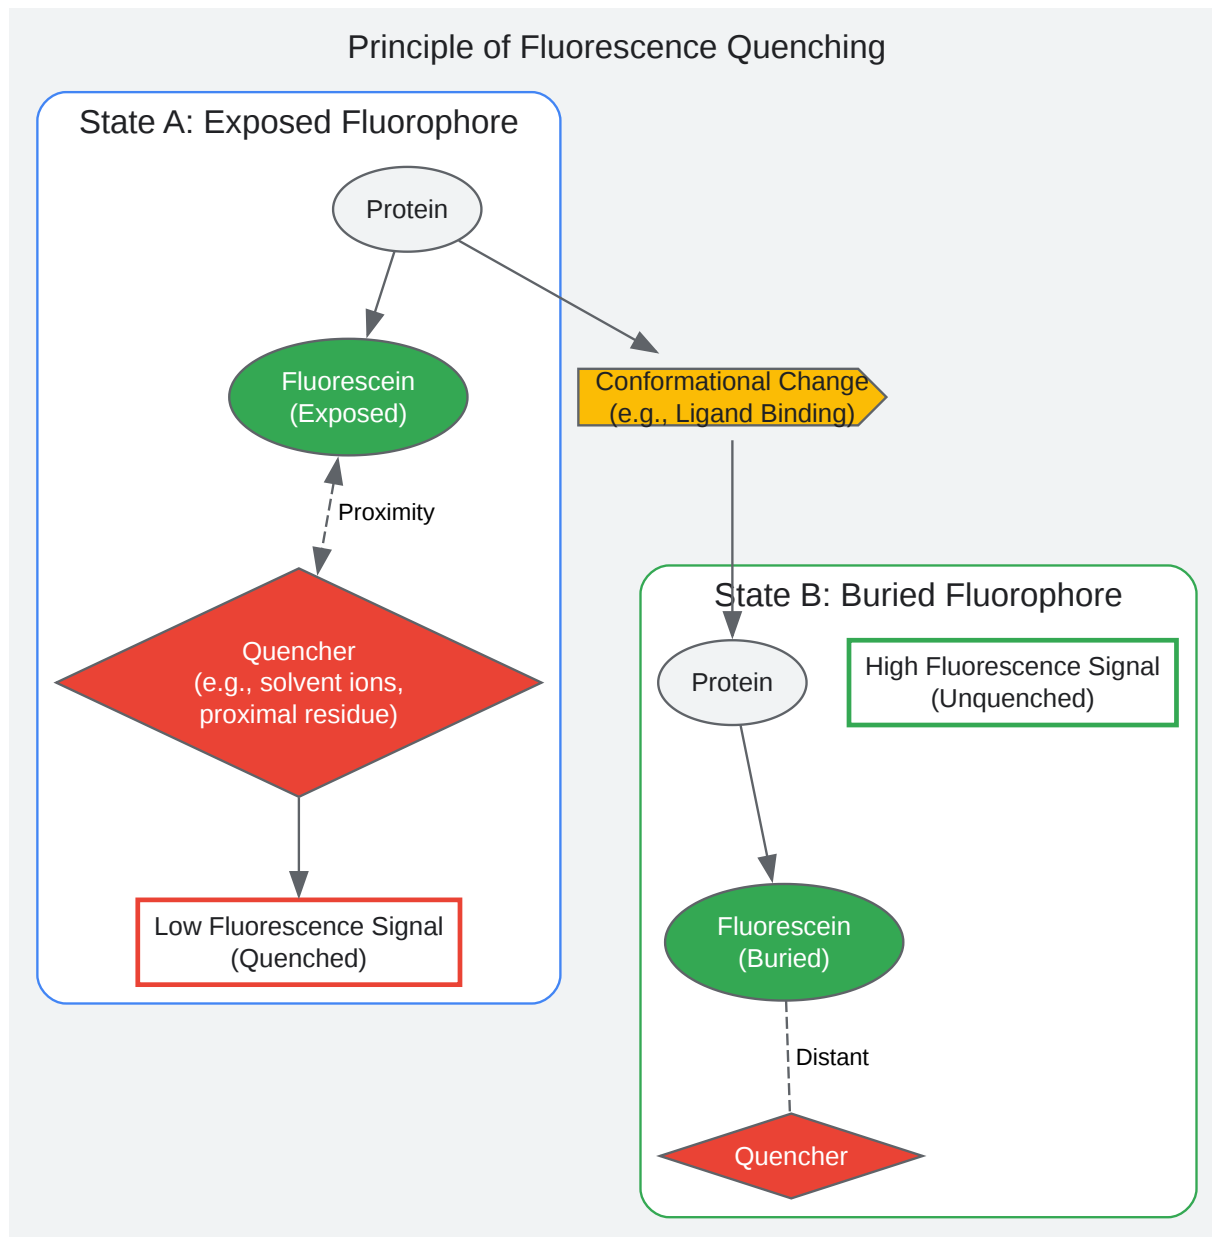 Principle of Fluorescence Quenching
State A: Exposed Fluorophore
Protein
Fluorescein
(Exposed)
Proximity
Quencher
(e.g., solvent ions,
proximal residue)
Low Fluorescence Signal
(Quenched)
Conformational Change
(e.g., Ligand Binding)
State B: Buried Fluorophore
Protein
High Fluorescence Signal
(Unquenched)
Fluorescein
(Buried)
Distant
Quencher